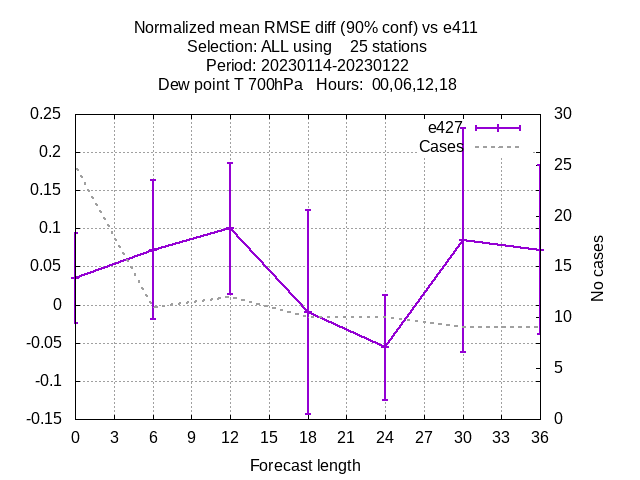 Normalized mean RMSE diff (90% conf) vs e411
Selection: ALL using    25 stations
Period: 20230114-20230122
Dew point T 700hPa   Hours:  00,06,12,18
e427
Cases
0.25
0.2
0.15
0.1
0.05
0
-0.05
-0.1
-0.15
30
25
20
15
10
5
0
No cases
0 3 6 9 12 15 18 21 24 27 30 33 36
Forecast length